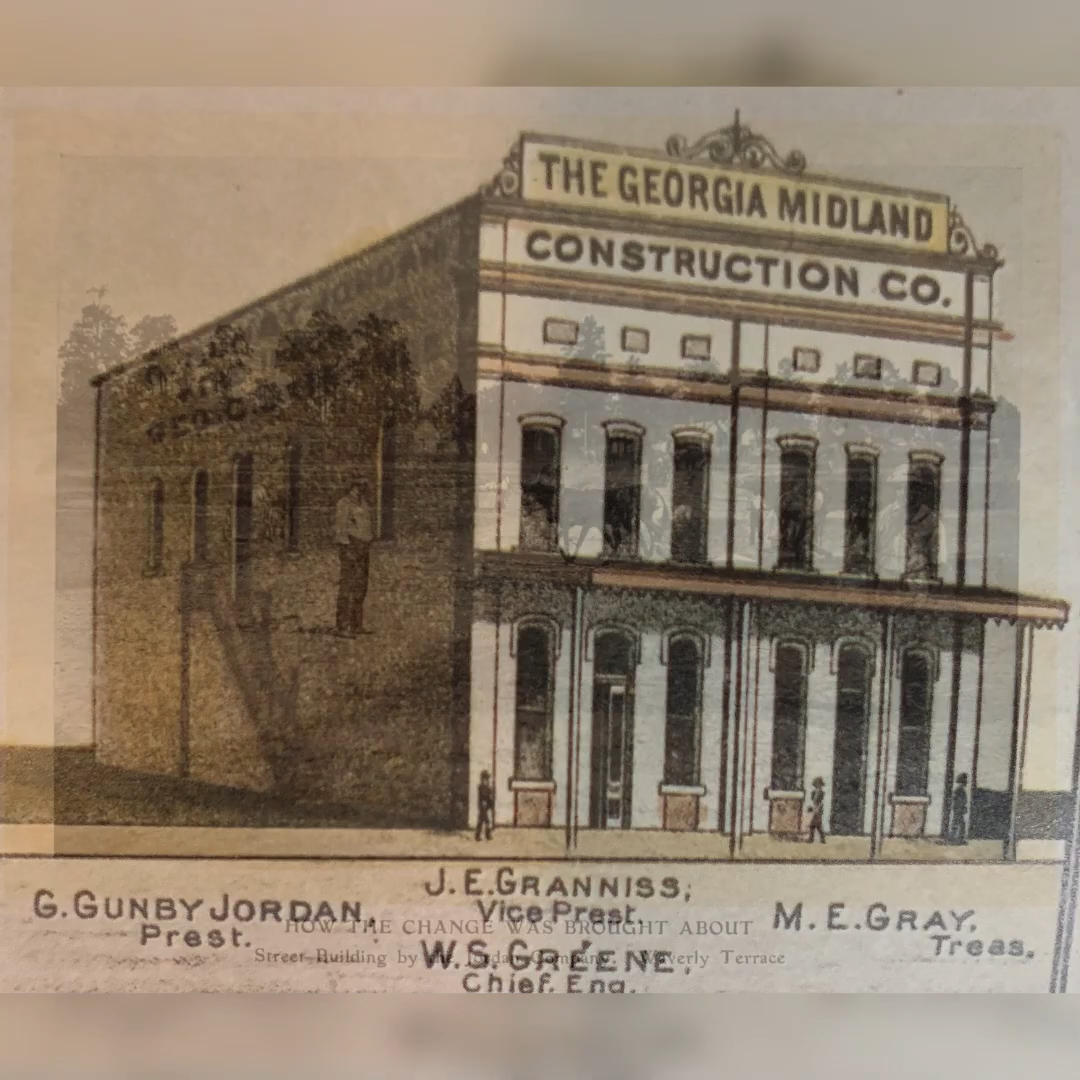 THE GEORGIA MIDLAND
CONSTRUCTION CO.
G. GUNBY JORDAN,
Prest.
J. E. GRANNISS,
Vice Prest.
W. S. GREENE,
Chief. Eng.
M. E. GRAY,
Treas.
HOW THE CHANGE WAS BROUGHT ABOUT
Street Building by the Jordan Company, Waverly Terrace